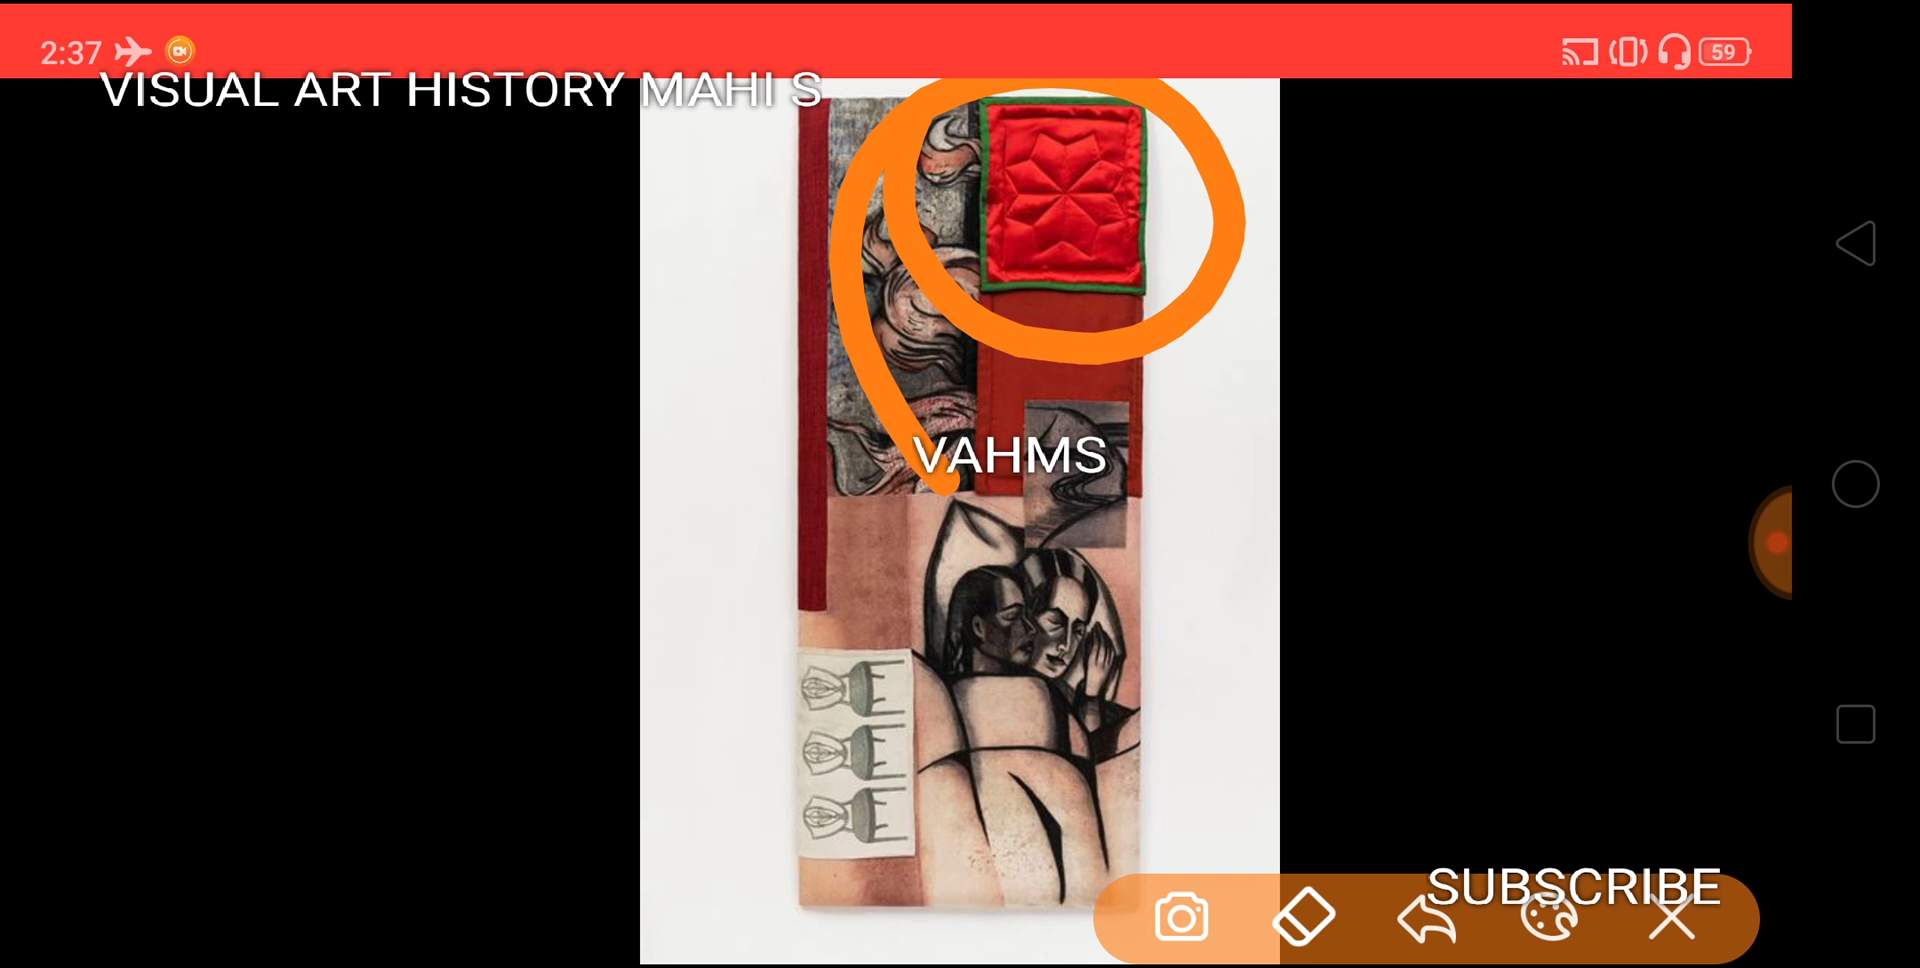 2:37
59
VISUAL ART HISTORY MAHI S
VAHMS
SUBSCRIBE